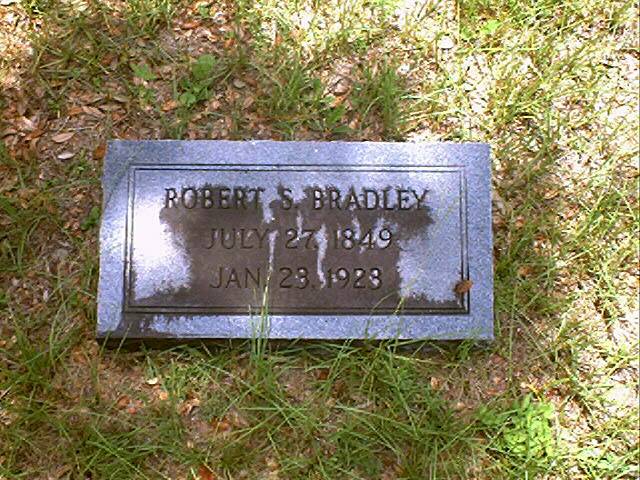 ROBERT S. BRADLEY
JULY 27, 1849
JAN. 23, 1923